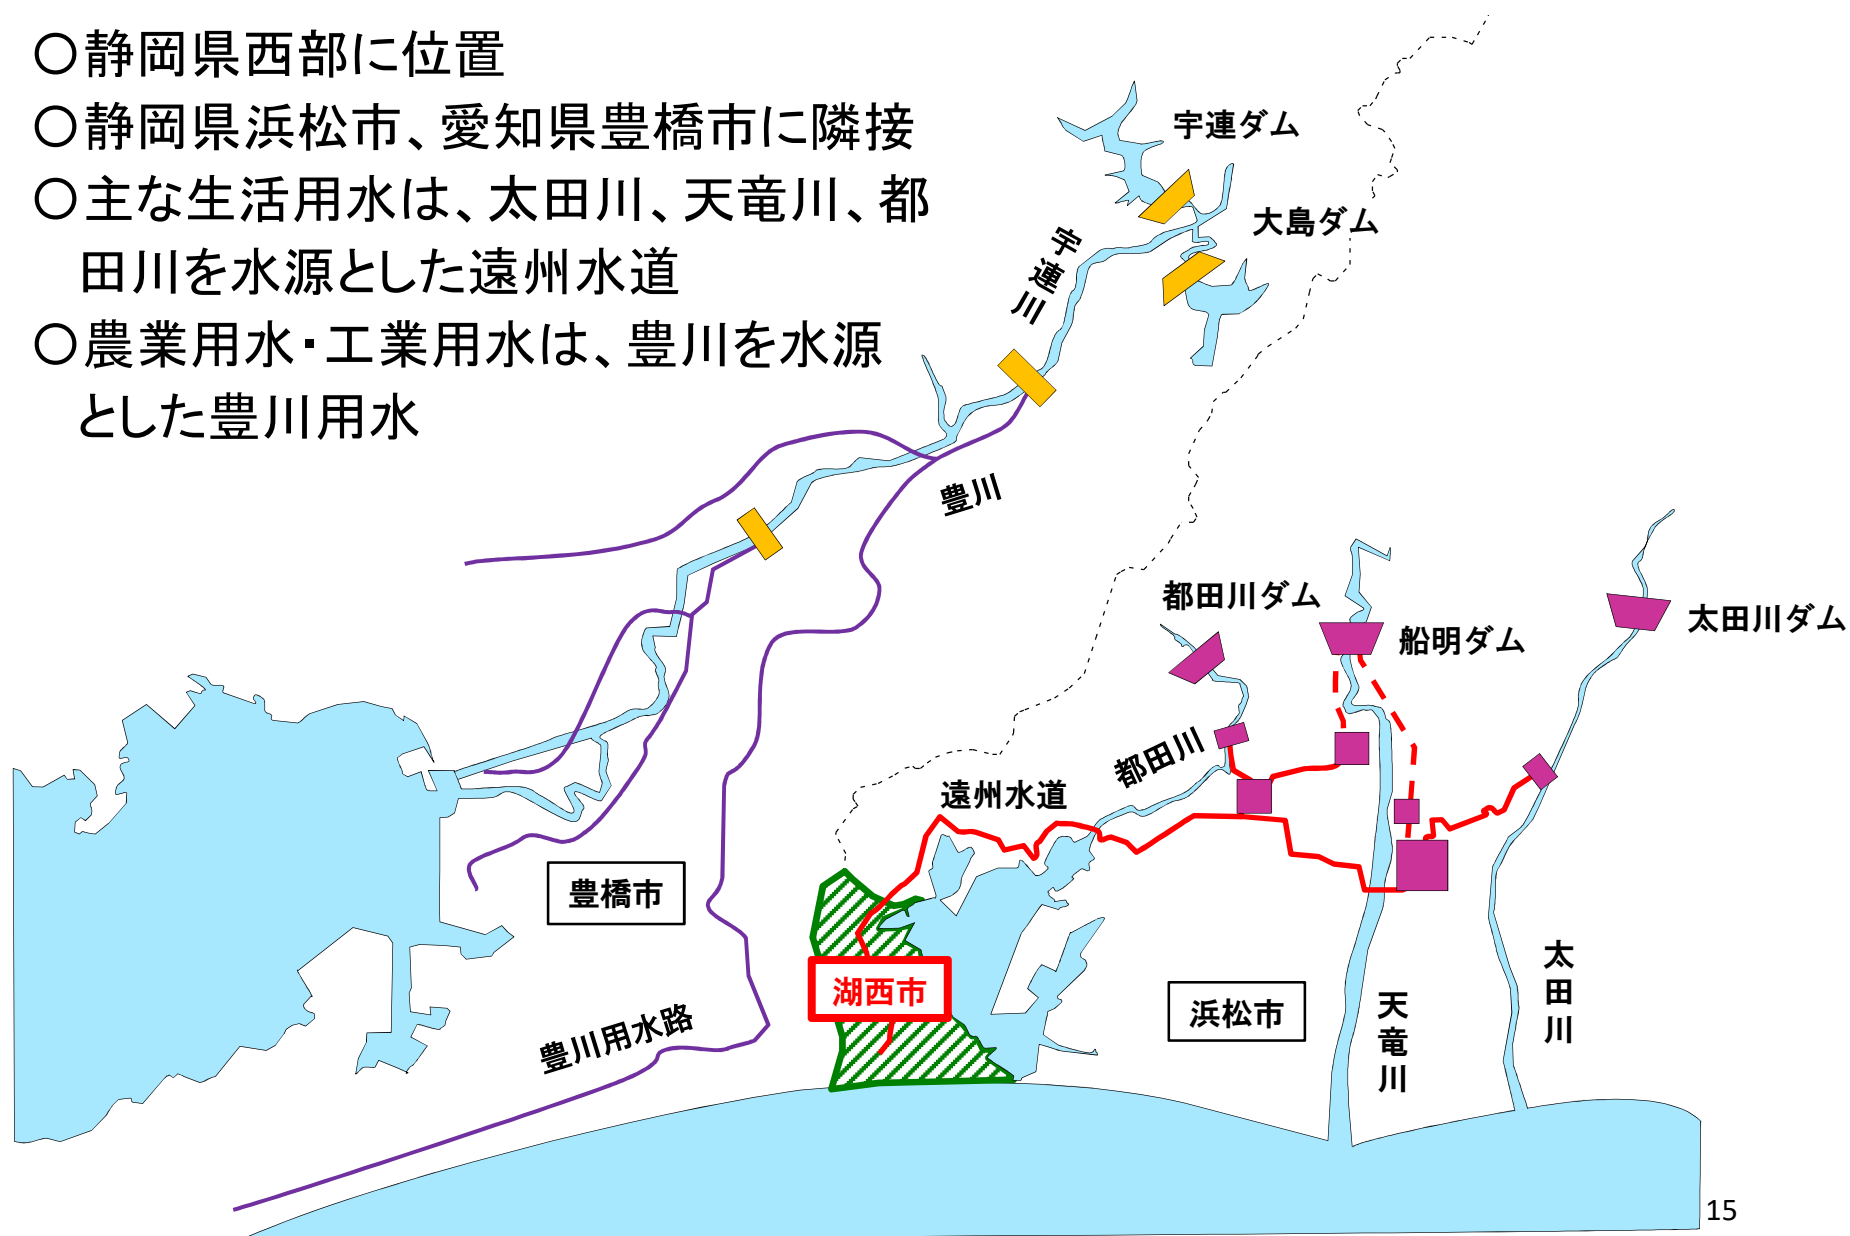 ○静岡県西部に位置
○静岡県浜松市、愛知県豊橋市に隣接
○主な生活用水は、太田川、天竜川、都
田川を水源とした遠州水道
○農業用水・工業用水は、豊川を水源
とした豊川用水
宇連ダム
大島ダム
宇連川
豊川
都田川ダム
船明ダム
太田川ダム
都田川
遠州水道
豊橋市
湖西市
浜松市
豊川用水路
天竜川
太田川
15